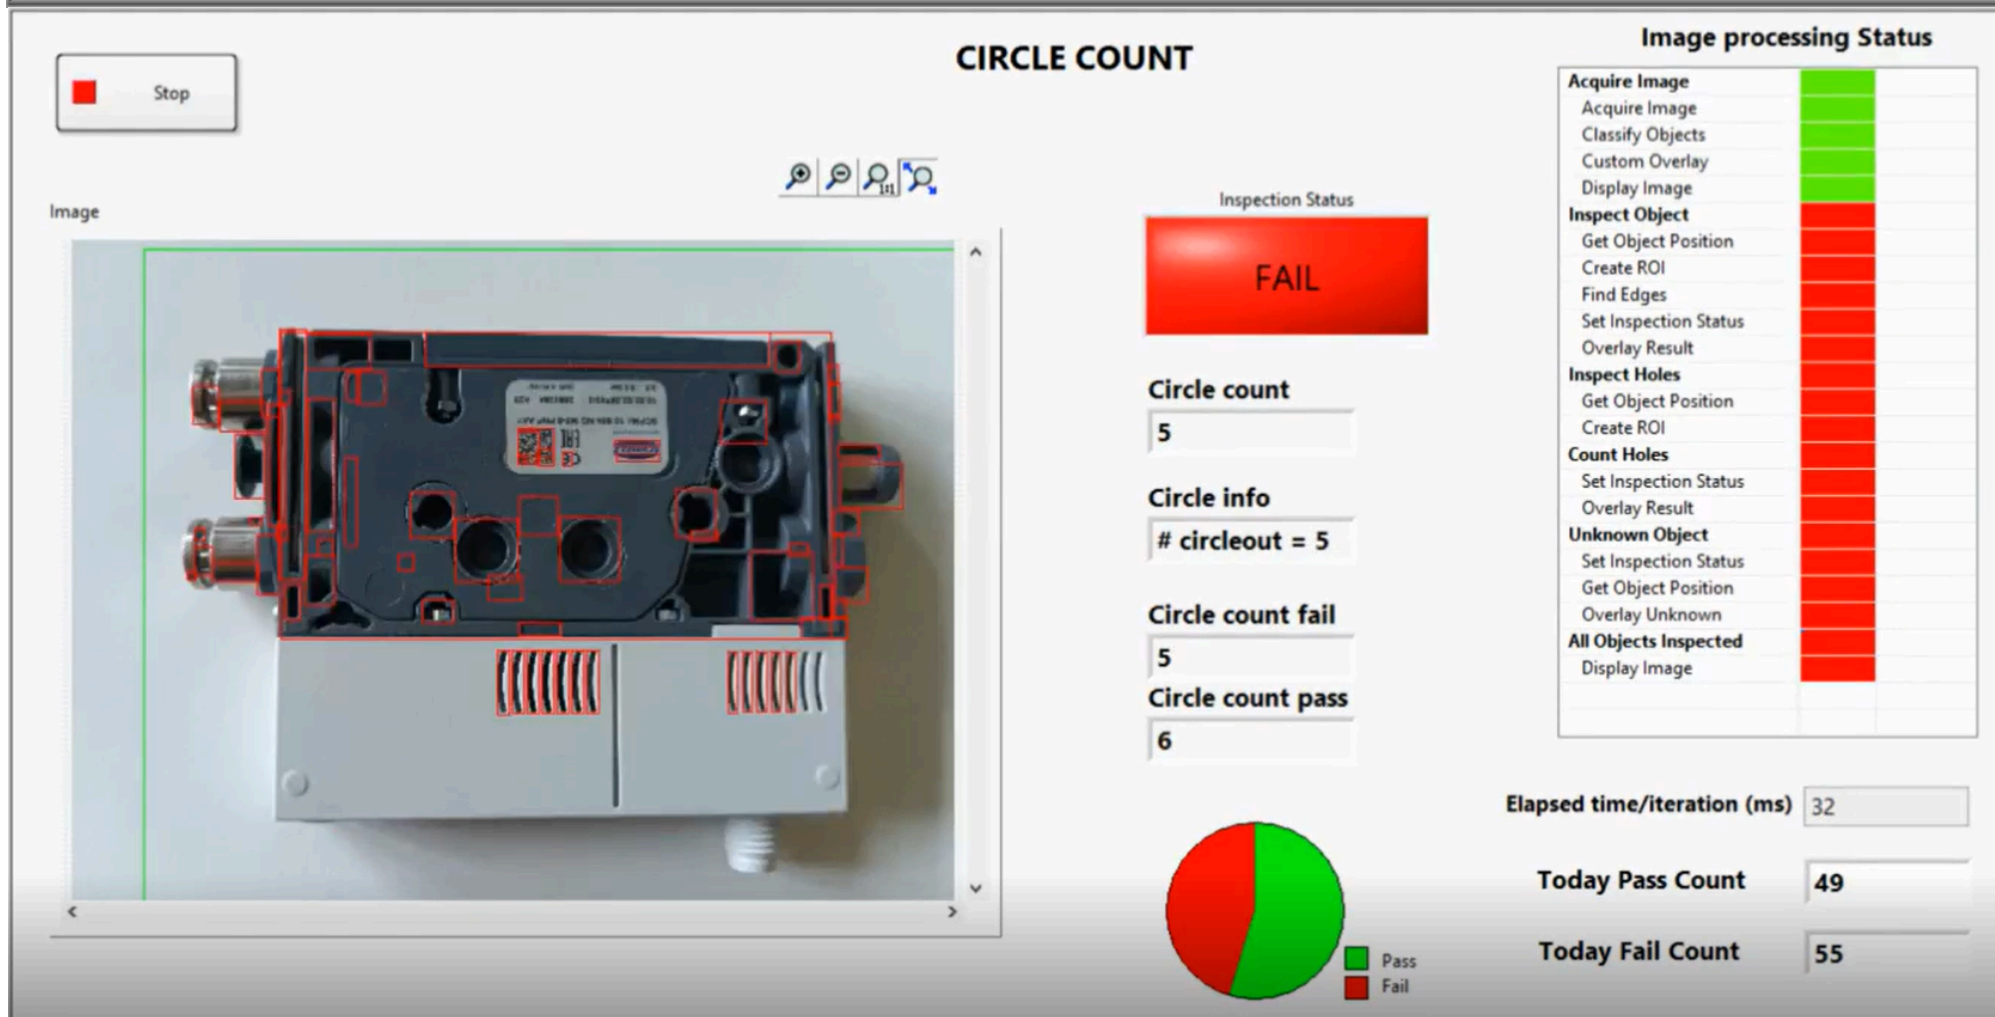 CIRCLE COUNT
Stop
Image
Inspection Status
FAIL
Circle count
5
Circle info
# circleout = 5
Circle count fail
5
Circle count pass
6
Pass
Fail
Image processing Status
Acquire Image
Acquire Image
Classify Objects
Custom Overlay
Display Image
Inspect Object
Get Object Position
Create ROI
Find Edges
Set Inspection Status
Overlay Result
Inspect Holes
Get Object Position
Create ROI
Count Holes
Set Inspection Status
Overlay Result
Unknown Object
Set Inspection Status
Get Object Position
Overlay Unknown
All Objects Inspected
Display Image
Elapsed time/iteration (ms) 32
Today Pass Count 49
Today Fail Count 55